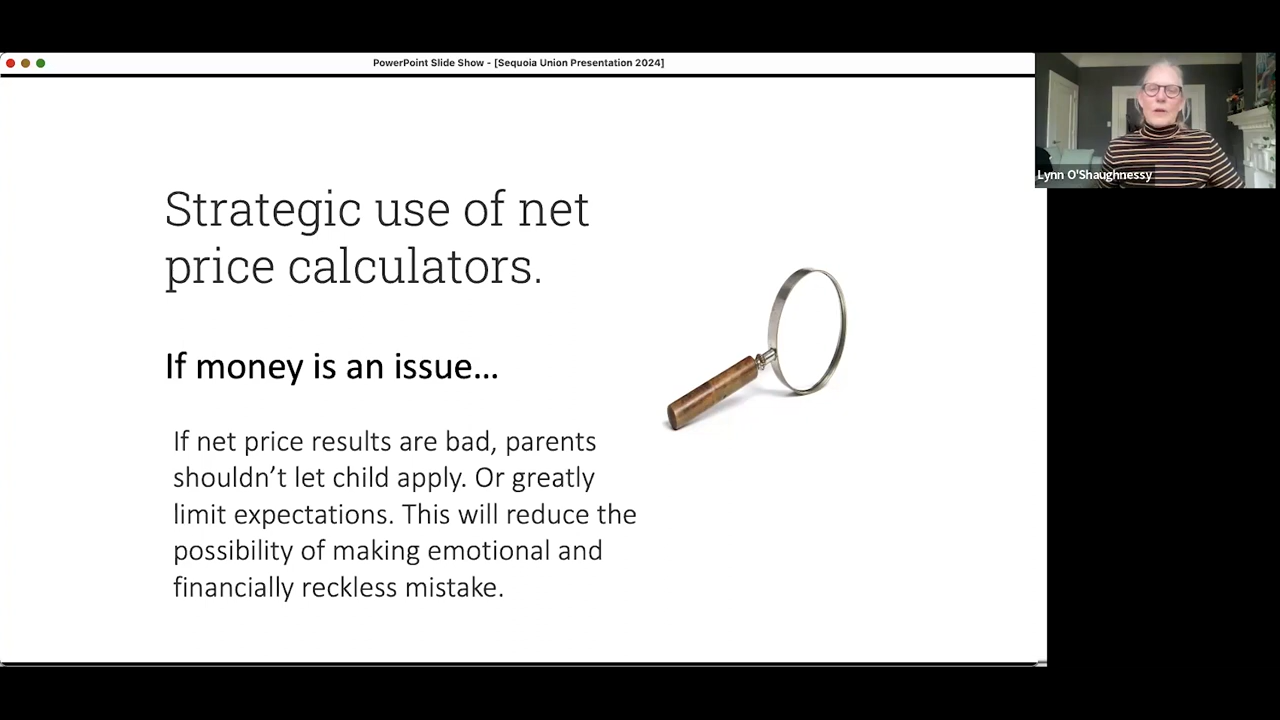 PowerPoint Slide Show - [Sequoia Union Presentation 2024]
Lynn O'Shaughnessy
Strategic use of net
price calculators.
If money is an issue...
If net price results are bad, parents
shouldn’t let child apply. Or greatly
limit expectations. This will reduce the
possibility of making emotional and
financially reckless mistake.